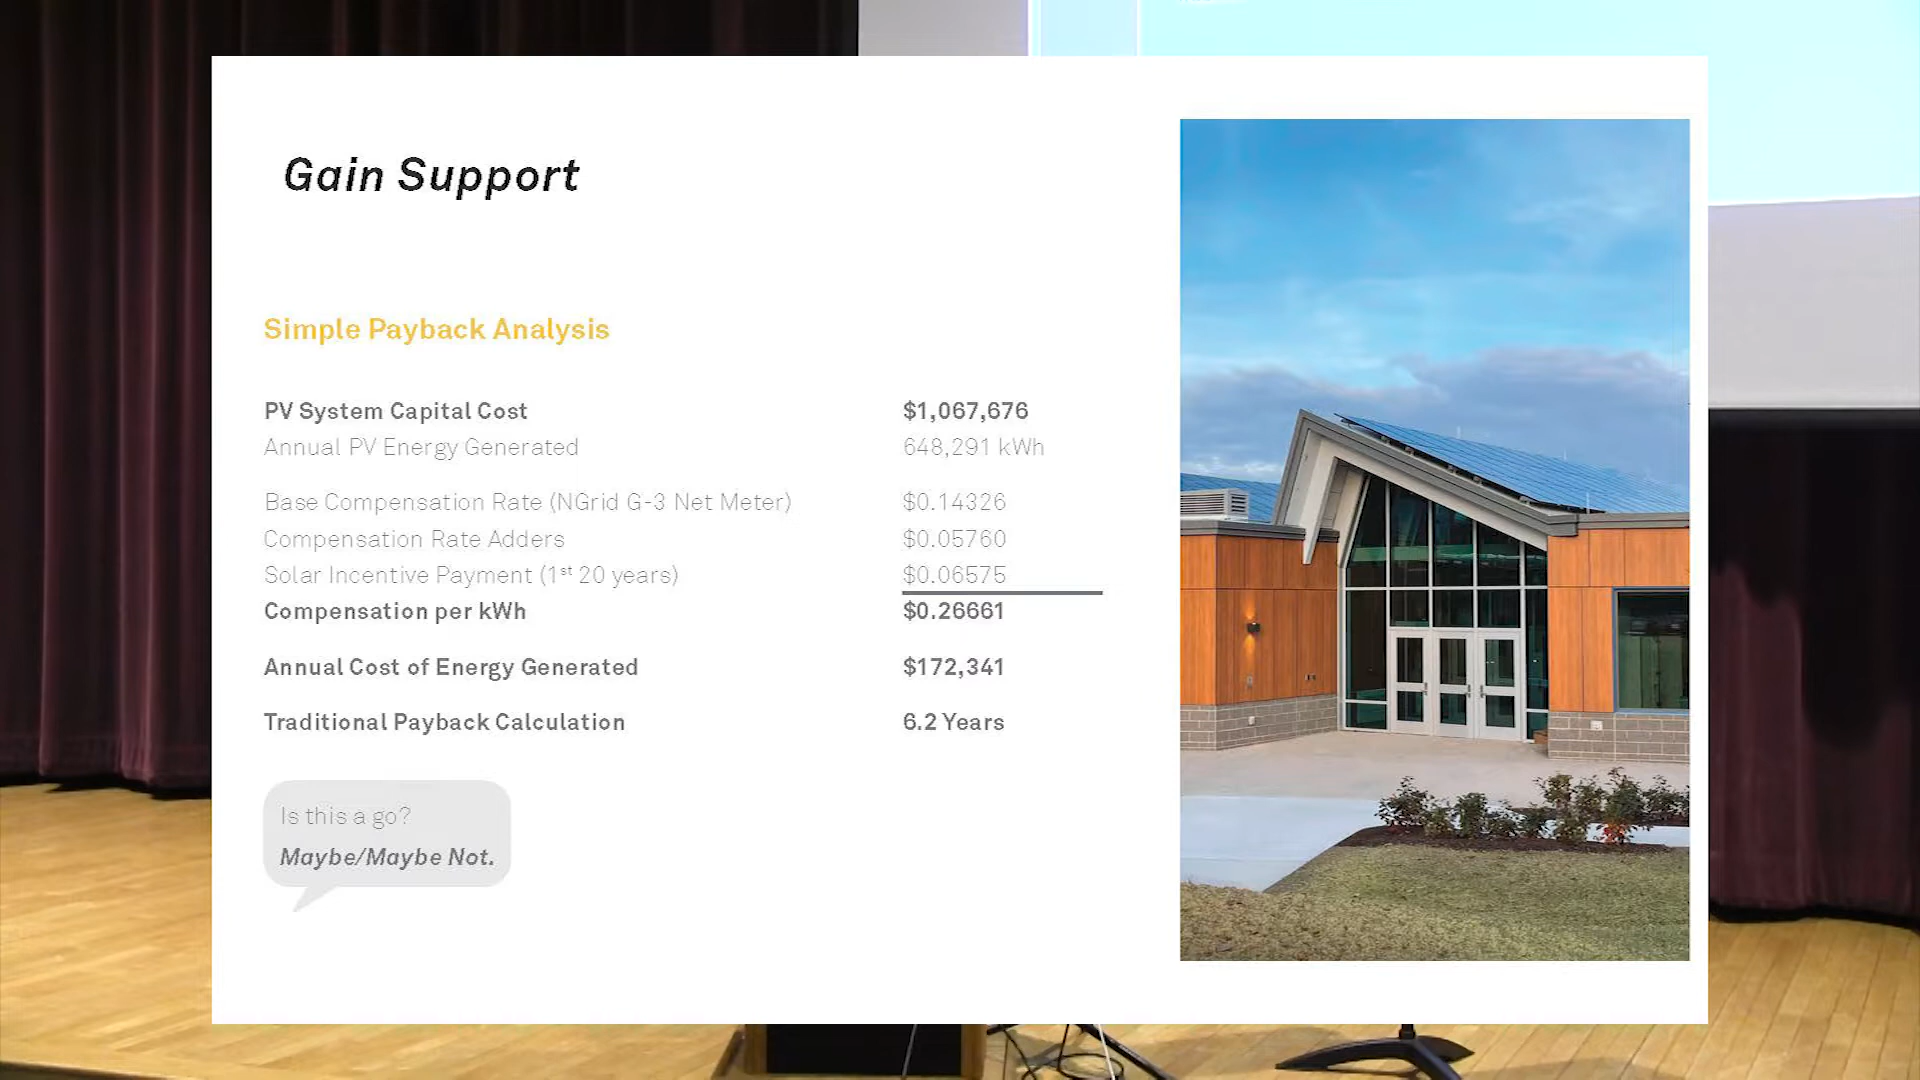 Gain Support
Simple Payback Analysis
PV System Capital Cost $1,067,676
Annual PV Energy Generated 648,291 kWh
Base Compensation Rate (NGrid G-3 Net Meter) $0.14326
Compensation Rate Adders $0.05760
Solar Incentive Payment (1st 20 years) $0.06575
Compensation per kWh $0.26661
Annual Cost of Energy Generated $172,341
Traditional Payback Calculation 6.2 Years
Is this a go?
Maybe/Maybe Not.